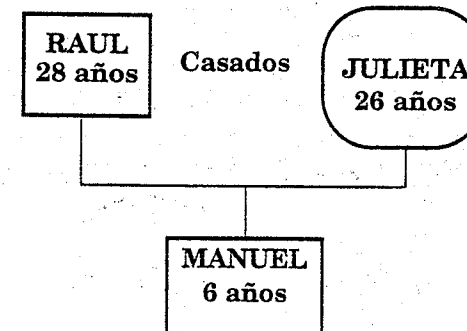 RAUL
28 años
Casados
JULIETA
26 años
MANUEL
6 años